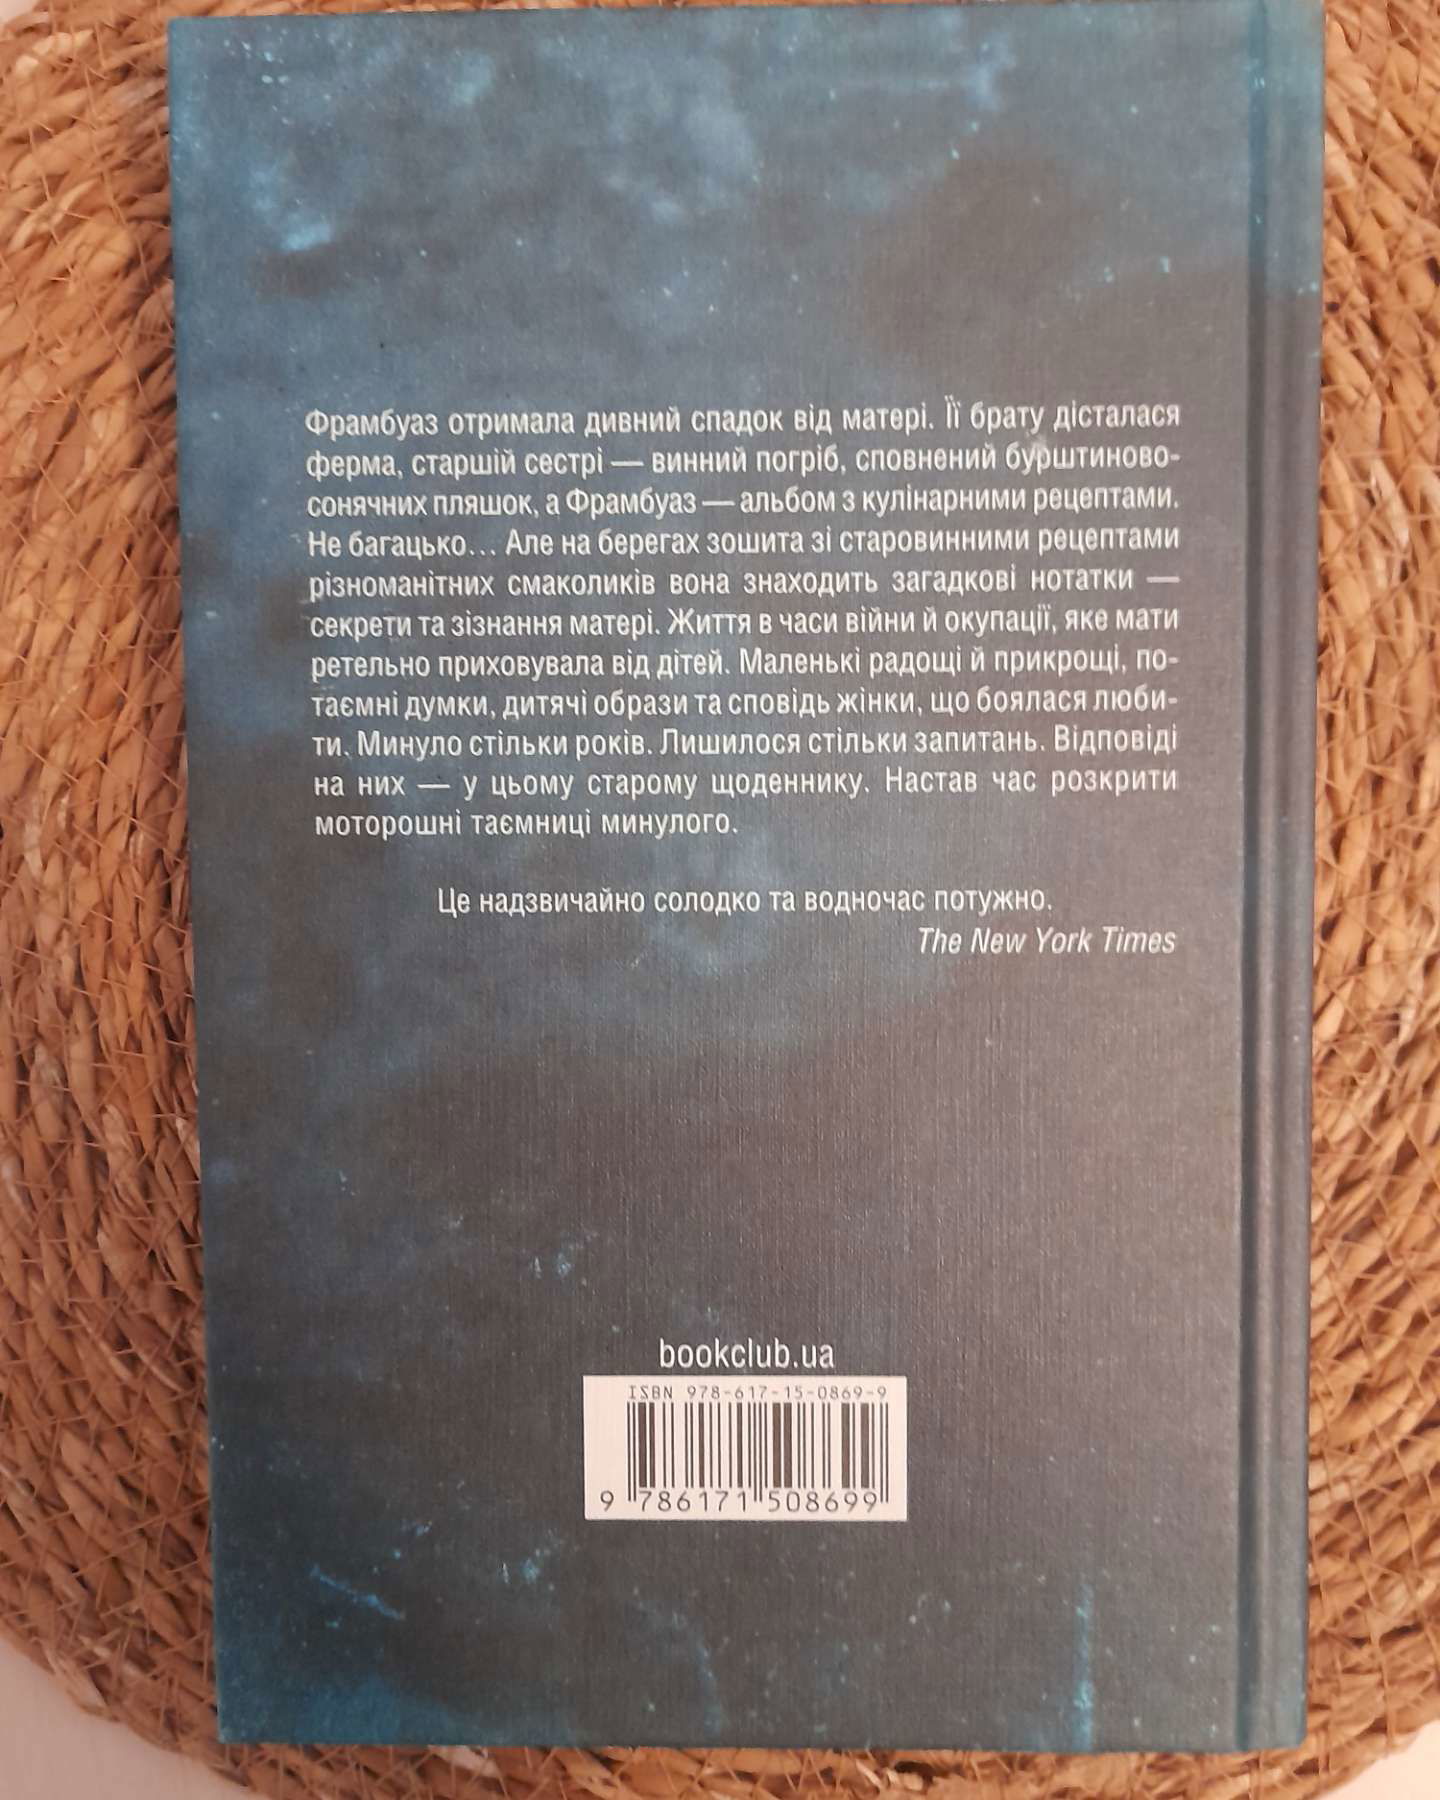 Фрамбуаз отримала дивний спадок від матері. Її брату дісталася
ферма, старшій сестрі — винний погріб, сповнений бурштиново-
сонячних пляшок, а Фрамбуаз — альбом з кулінарними рецептами.
Не багацько... Але на берегах зошита зі старовинними рецептами
різноманітних смаколиків вона знаходить загадкові нотатки —
секрети та зізнання матері. Життя в часи війни й окупації, яке мати
ретельно приховувала від дітей. Маленькі радощі й прикрощі, по-
таємні думки, дитячі образи та сповідь жінки, що боялася люби-
ти. Минуло стільки років. Лишилося стільки запитань. Відповіді
на них — у цьому старому щоденнику. Настав час розкрити
моторошні таємниці минулого.
Це надзвичайно солодко та водночас потужно.
The New York Times
bookclub.ua
ISBN 978-617-15-0869-9
9 786171 508699